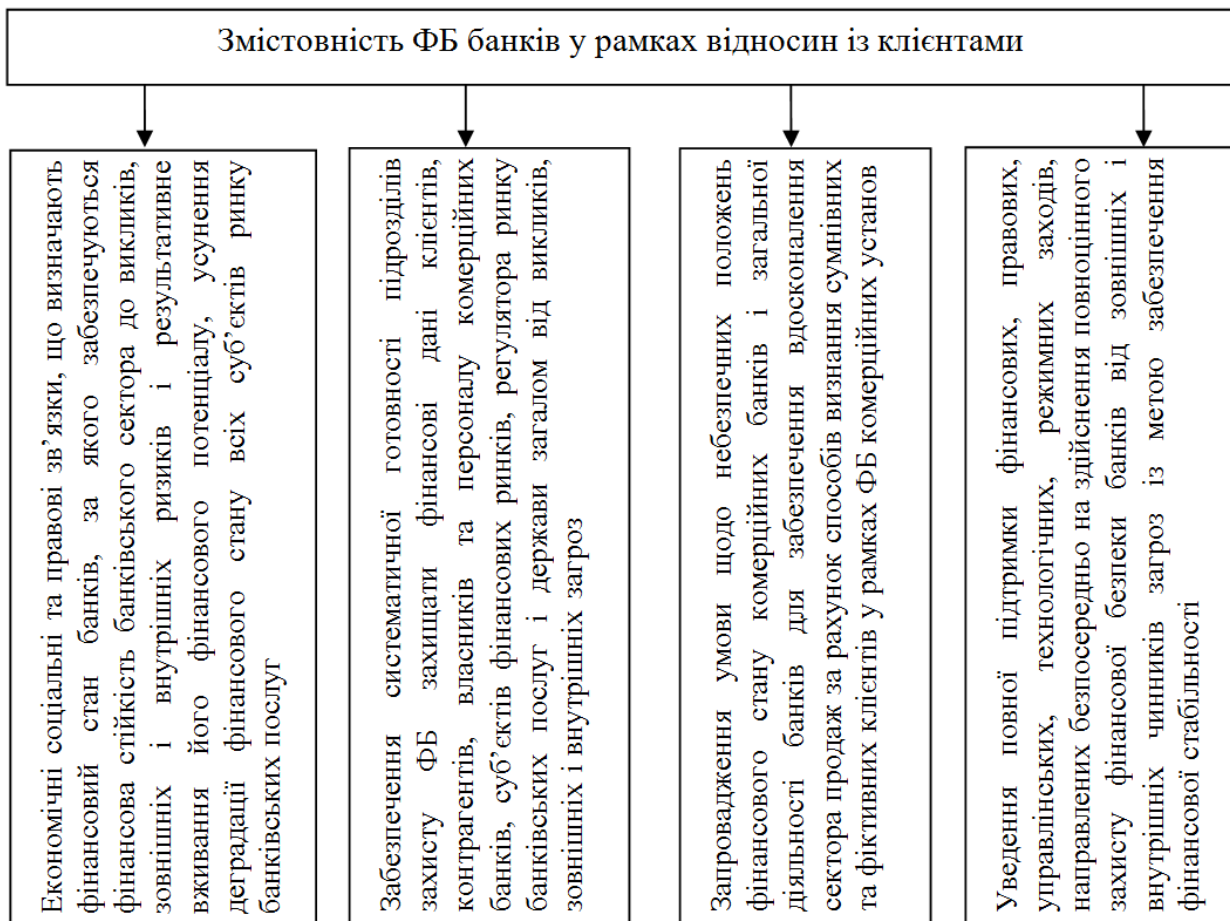 Змістовність ФБ банків у рамках відносин із клієнтами
Економічні соціальні та правові зв’язки, що визначають
фінансовий стан банків, за якого забезпечуються
фінансова стійкість банківського сектора до викликів,
зовнішніх і внутрішніх ризиків і результативне
вживання його фінансового потенціалу, усунення
деградації фінансового стану всіх суб’єктів ринку
банківських послуг
Забезпечення систематичної готовності підрозділів
захисту ФБ захищати фінансові дані клієнтів,
контрагентів, власників та персоналу комерційних
банків, суб’єктів фінансових ринків, регулятора ринку
банківських послуг і держави загалом від викликів,
зовнішніх і внутрішніх загроз
Запровадження умови щодо небезпечних положень
фінансового стану комерційних банків і загальної
діяльності банків для забезпечення вдосконалення
сектора продаж за рахунок способів визнання сумнівних
та фіктивних клієнтів у рамках ФБ комерційних установ
Уведення повної підтримки фінансових, правових,
управлінських, технологічних, режимних заходів,
направлених безпосередньо на здійснення повноцінного
захисту фінансової безпеки банків від зовнішніх і
внутрішніх чинників загроз із метою забезпечення
фінансової стабільності